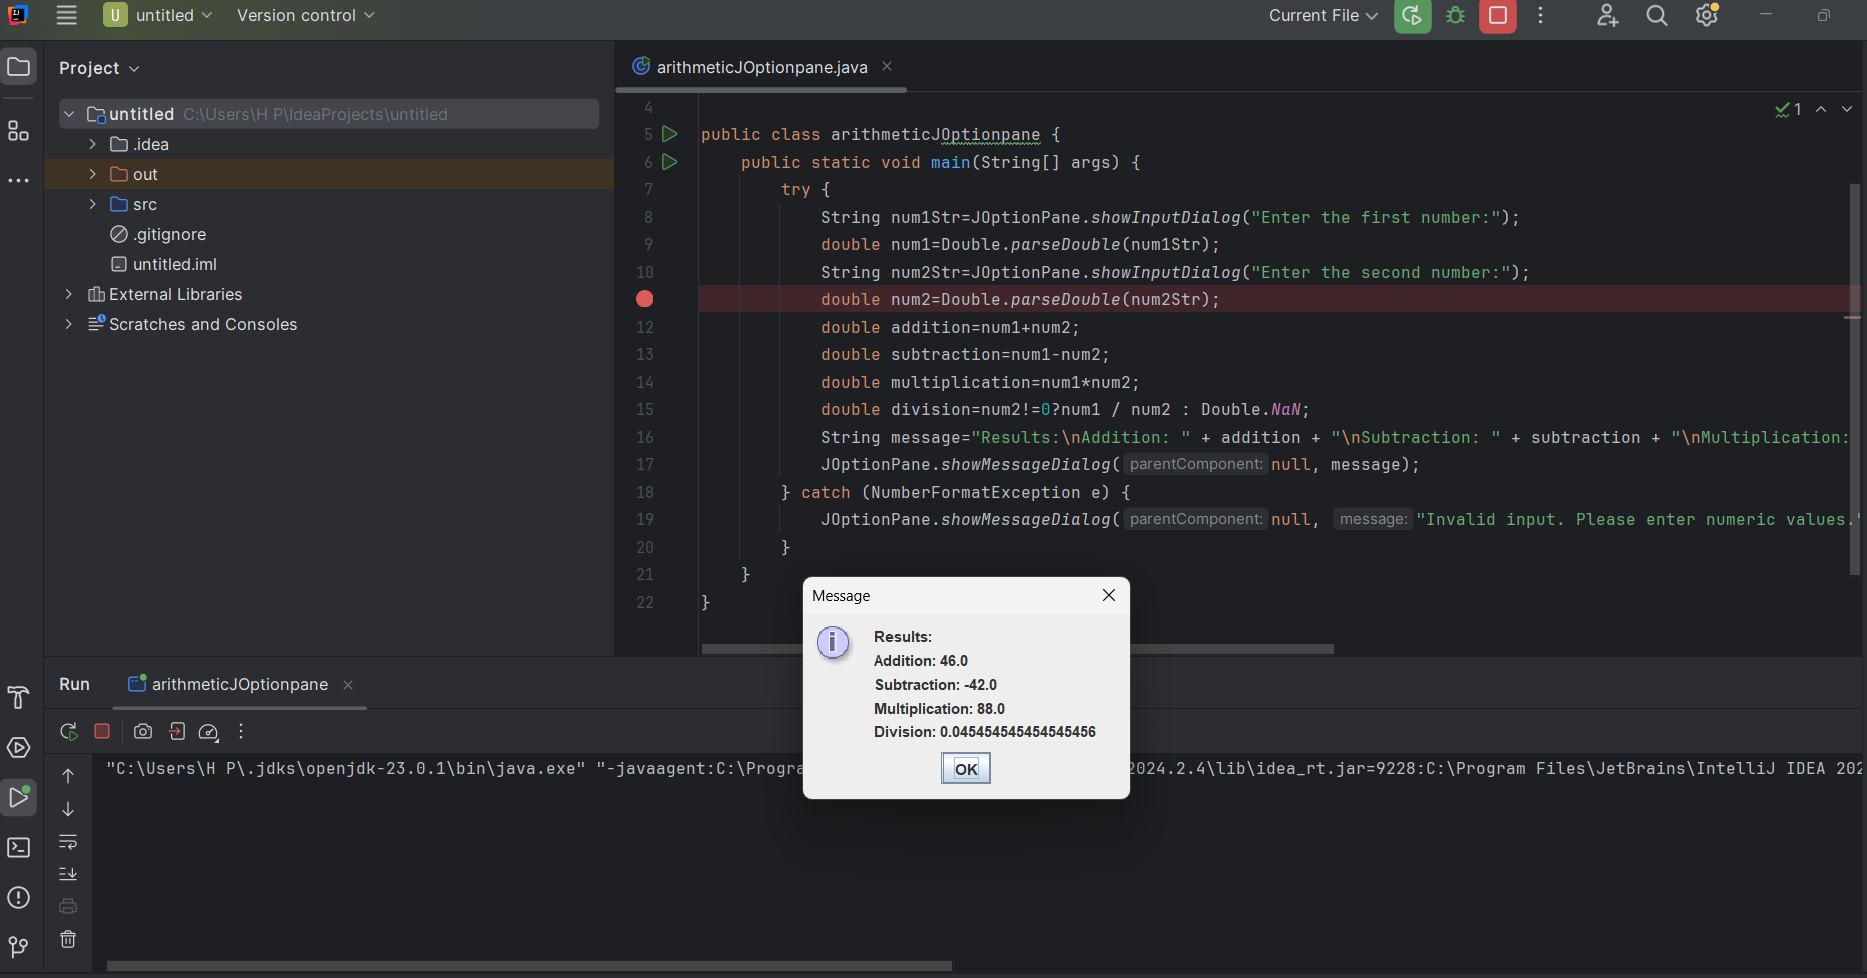 U untitled Version control Current File
Project
arithmeticJOptionpane.java
untitled C:\Users\H P\IdeaProjects\untitled
.idea
out
src
.gitignore
untitled.iml
External Libraries
Scratches and Consoles
1
4
5 public class arithmeticJOptionpane {
6 public static void main(String[] args) {
7 try {
8 String num1Str=JOptionPane.showInputDialog("Enter the first number:");
9 double num1=Double.parseDouble(num1Str);
10 String num2Str=JOptionPane.showInputDialog("Enter the second number:");
double num2=Double.parseDouble(num2Str);
12 double addition=num1+num2;
13 double subtraction=num1-num2;
14 double multiplication=num1*num2;
15 double division=num2!=0?num1 / num2 : Double.NaN;
16 String message="Results:\nAddition: " + addition + "\nSubtraction: " + subtraction + "\nMultiplication:
17 JOptionPane.showMessageDialog( parentComponent: null, message);
18 } catch (NumberFormatException e) {
19 JOptionPane.showMessageDialog( parentComponent: null, message: "Invalid input. Please enter numeric values."
20 }
21 }
22 }
Message
Results:
Addition: 46.0
Subtraction: -42.0
Multiplication: 88.0
Division: 0.045454545454545456
OK
Run arithmeticJOptionpane
"C:\Users\H P\.jdks\openjdk-23.0.1\bin\java.exe" "-javaagent:C:\Progra 2024.2.4\lib\idea_rt.jar=9228:C:\Program Files\JetBrains\IntelliJ IDEA 202